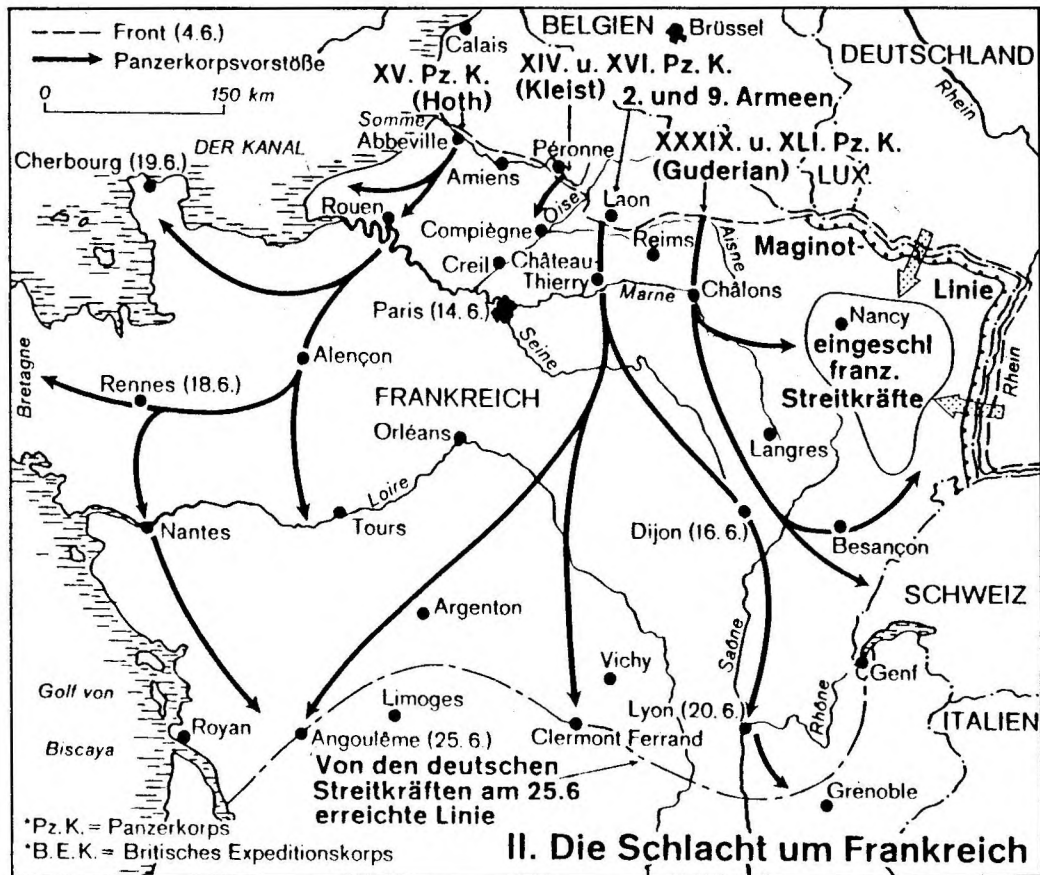 Front (4.6.)
Panzerkorpsvorstöße
0 150 km
BELGIEN
Brüssel
Calais
DEUTSCHLAND
XV. Pz. K.
(Hoth)
XIV. u. XVI. Pz. K.
(Kleist)
2. und 9. Armeen
Rhein
XXXIX. u. XLI. Pz. K.
(Guderian)
LUX.
Somme
Abbeville
DER KANAL
Cherbourg (19.6.)
Amiens
Péronne
Rouen
Oise
Laon
Compiègne
Reims
Aisne
Maginot-
Linie
Creil
Château-
Thierry
Marne
Châlons
Paris (14.6.)
Seine
Nancy
eingeschl
franz.
Streitkräfte
Rhein
Alençon
Bretagne
Rennes (18.6.)
FRANKREICH
Orléans
Langres
Loire
Nantes
Tours
Dijon (16.6.)
Besançon
SCHWEIZ
Argenton
Saône
Vichy
Genf
Golf von
Biscaya
Limoges
Royan
Angoulême (25.6.)
Clermont Ferrand
Lyon (20.6.)
Rhône
ITALIEN
Grenoble
Von den deutschen
Streitkräften am 25.6
erreichte Linie
*Pz.K.= Panzerkorps
*B.E.K.= Britisches Expeditionskorps
II. Die Schlacht um Frankreich